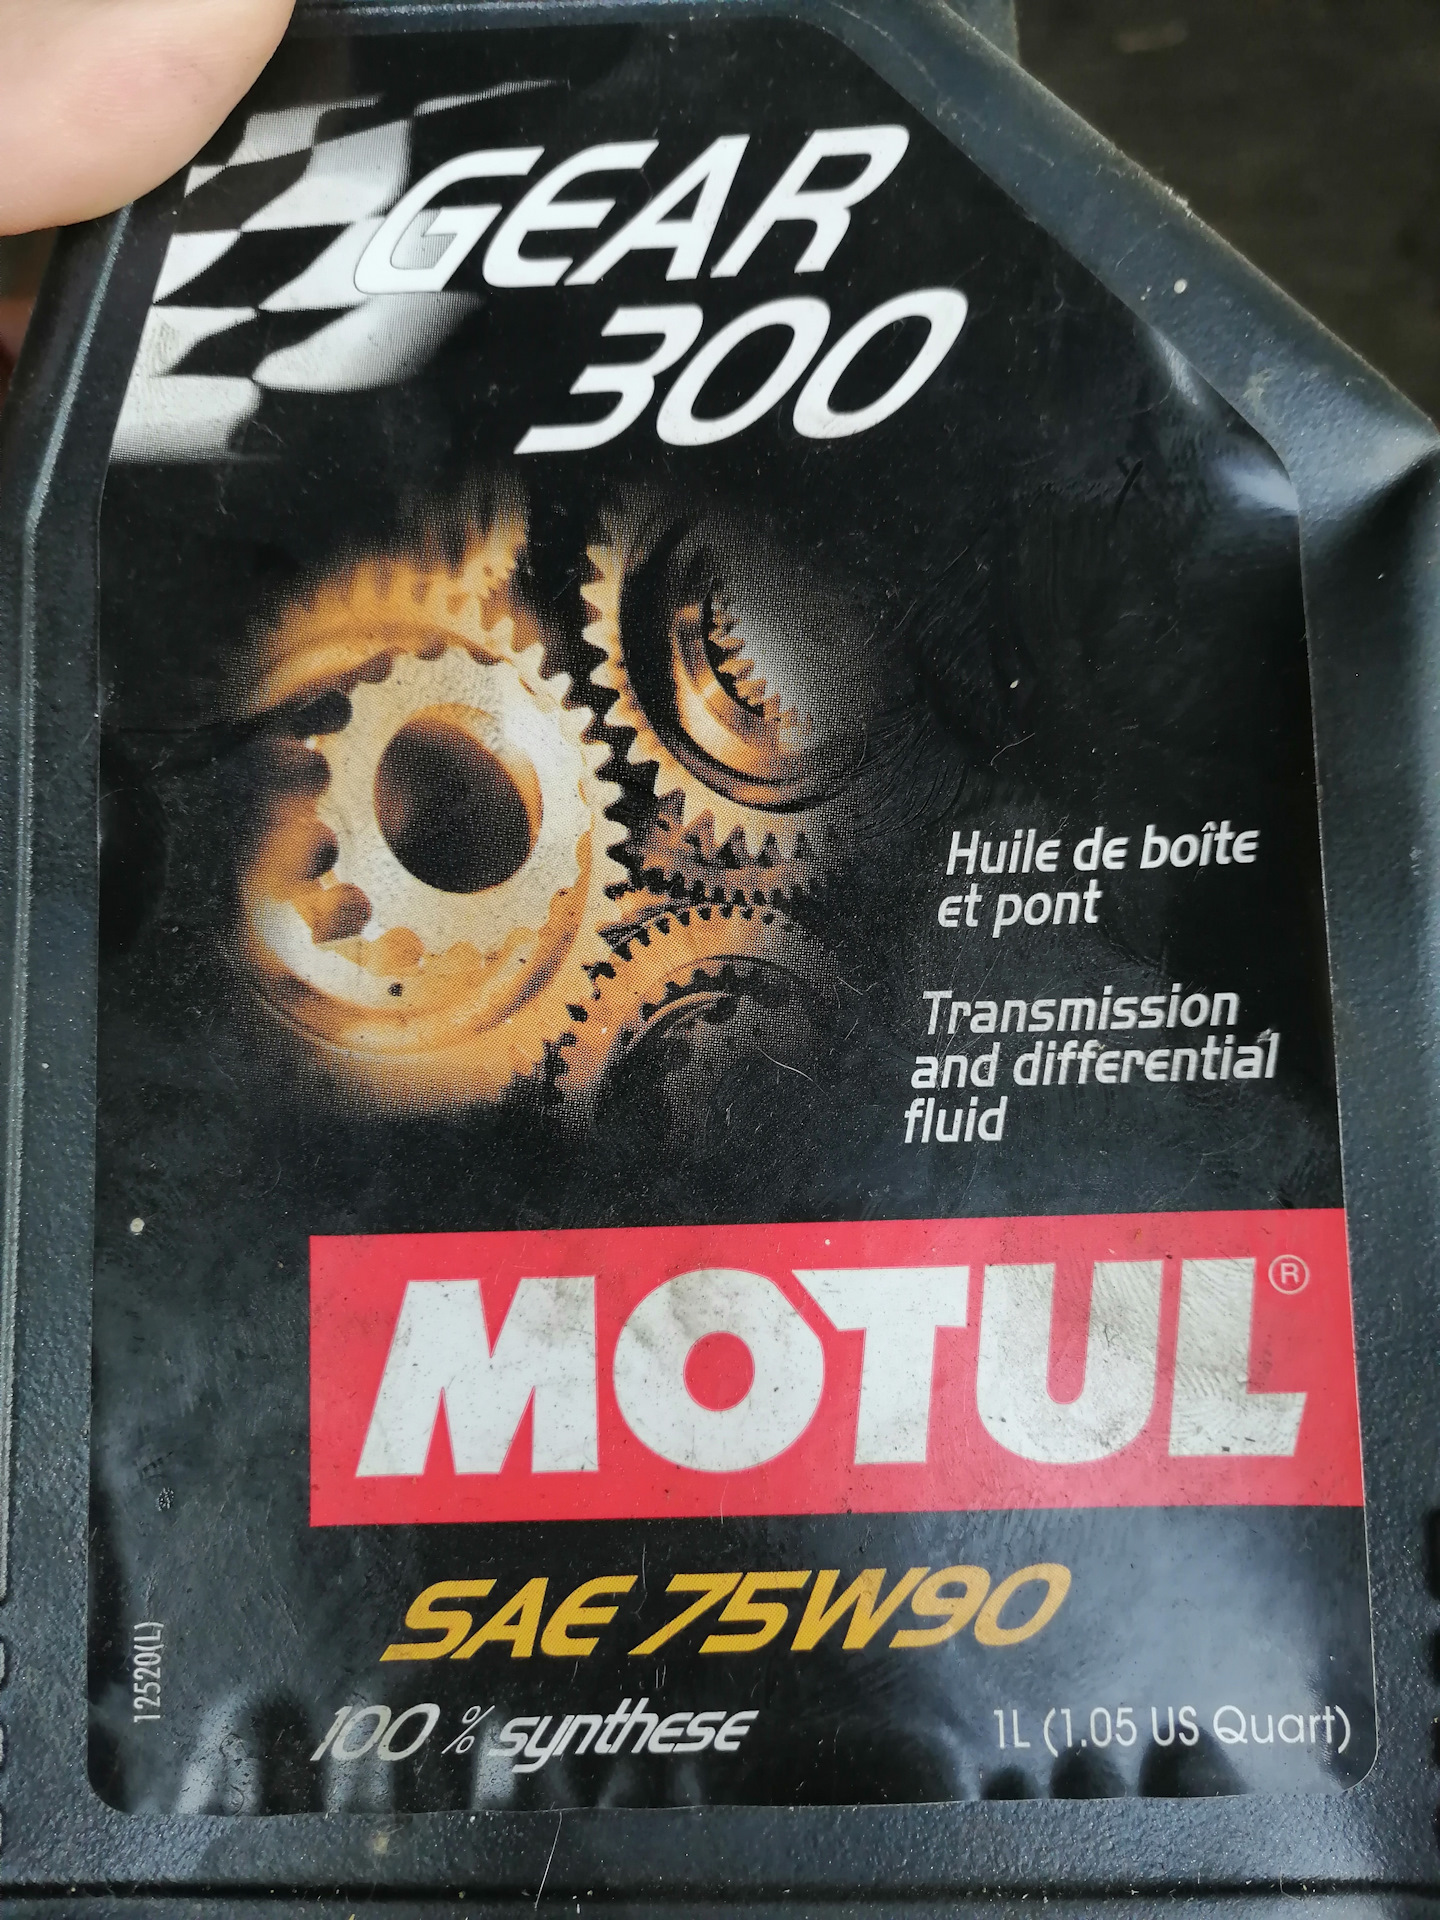 GEAR
300
Huile de boîte
et pont
Transmission
and differential
fluid
MOTUL®
SAE 75W90
100 % synthese
1L (1.05 US Quart)
12520(L)